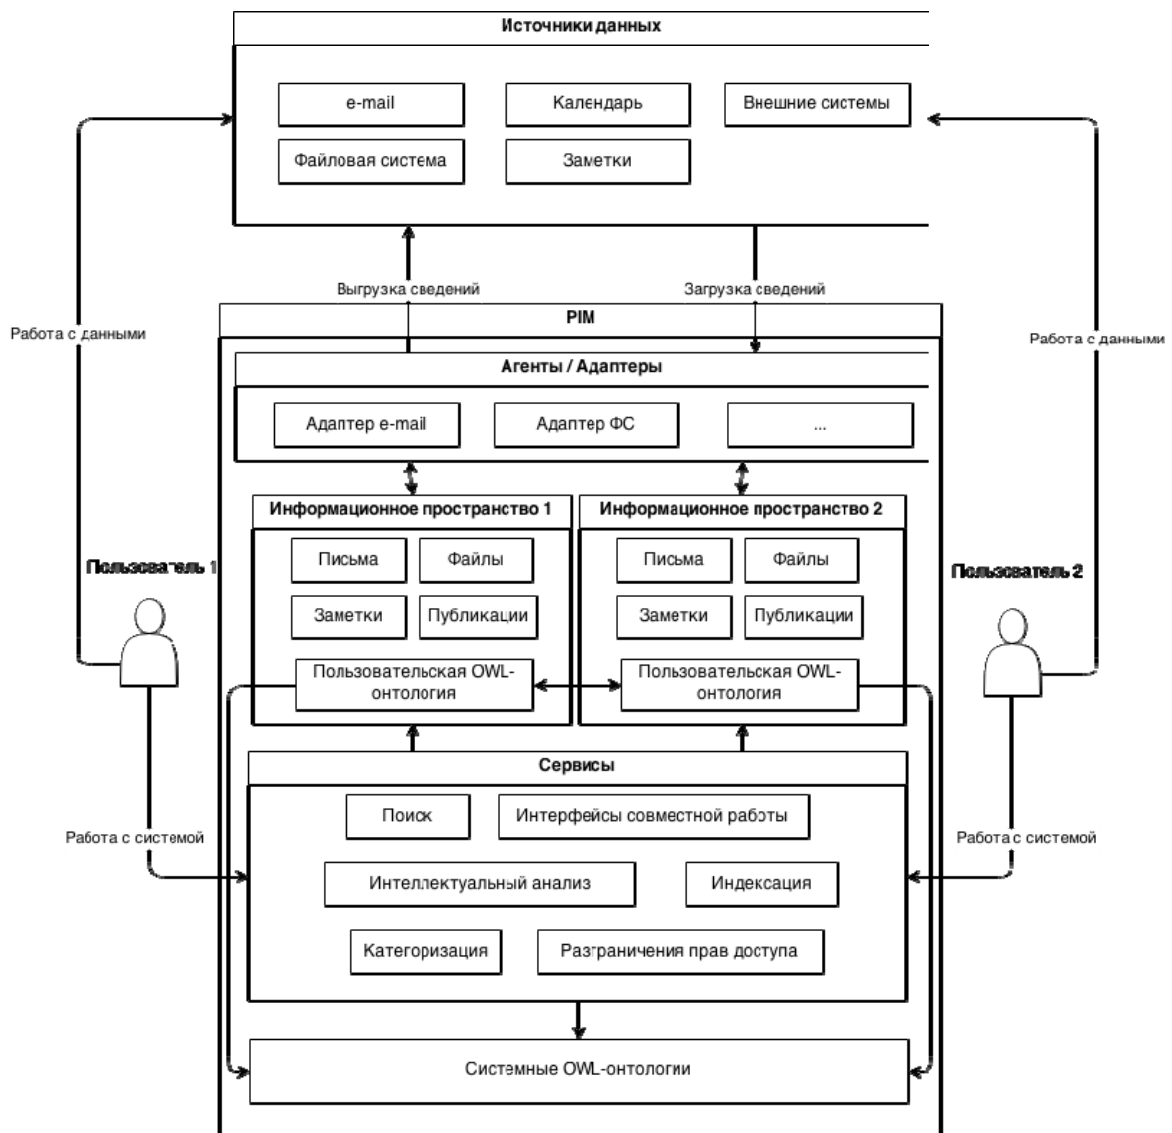 Источники данных
e-mail
Календарь
Внешние системы
Файловая система
Заметки
Выгрузка сведений
Загрузка сведений
PIM
Работа с данными
Работа с данными
Агенты / Адаптеры
Адаптер e-mail
Адаптер ФС
...
Информационное пространство 1
Информационное пространство 2
Письма
Файлы
Письма
Файлы
Пользователь 1
Пользователь 2
Заметки
Публикации
Заметки
Публикации
Пользовательская OWL-
онтология
Пользовательская OWL-
онтология
Сервисы
Поиск
Интерфейсы совместной работы
Работа с системой
Работа с системой
Интеллектуальный анализ
Индексация
Категоризация
Разграничения прав доступа
Системные OWL-онтологии